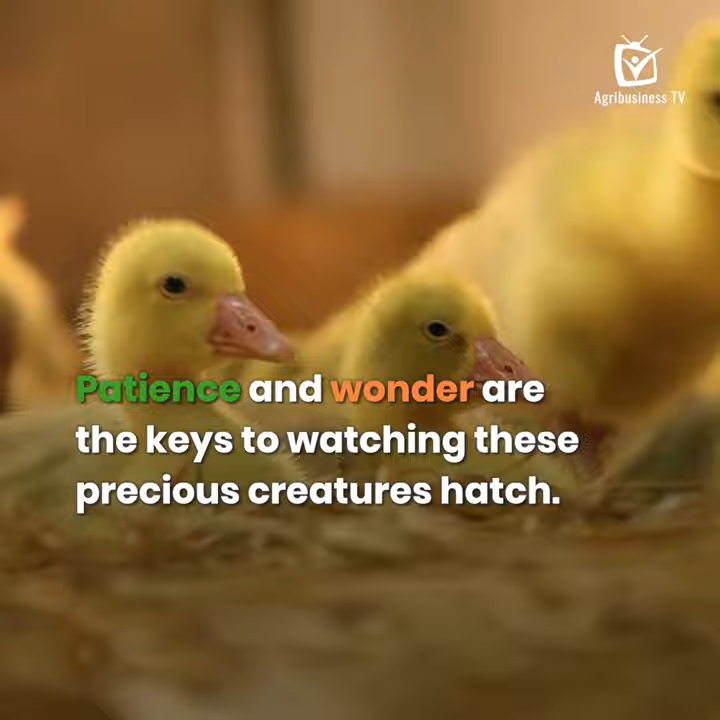 Agribusiness TV
Patience and wonder are
the keys to watching these
precious creatures hatch.